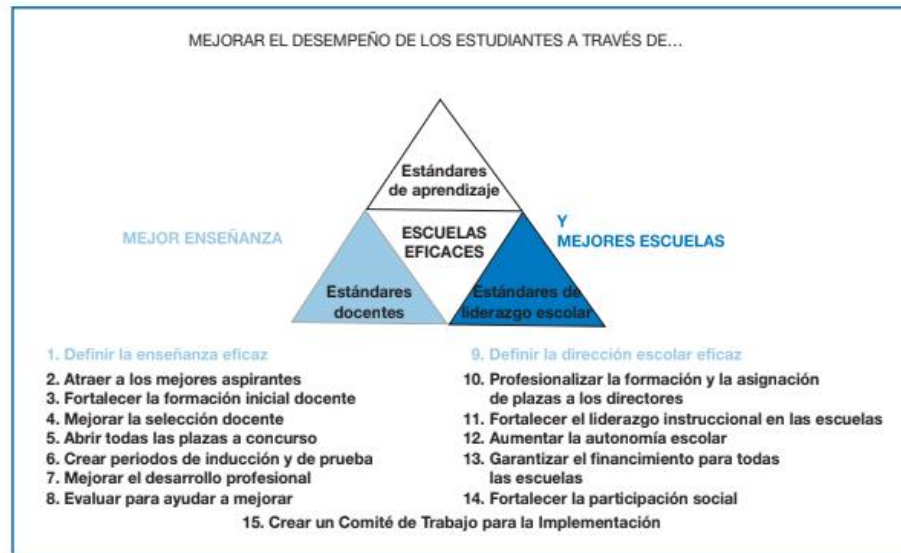 MEJORAR EL DESEMPEÑO DE LOS ESTUDIANTES A TRAVÉS DE…
Estándares
de aprendizaje
MEJOR ENSEÑANZA
ESCUELAS
EFICACES
Y
MEJORES ESCUELAS
Estándares
docentes
Estándares de
liderazgo escolar
1. Definir la enseñanza eficaz
2. Atraer a los mejores aspirantes
3. Fortalecer la formación inicial docente
4. Mejorar la selección docente
5. Abrir todas las plazas a concurso
6. Crear periodos de inducción y de prueba
7. Mejorar el desarrollo profesional
8. Evaluar para ayudar a mejorar
9. Definir la dirección escolar eficaz
10. Profesionalizar la formación y la asignación
de plazas a los directores
11. Fortalecer el liderazgo instruccional en las escuelas
12. Aumentar la autonomía escolar
13. Garantizar el financimiento para todas
las escuelas
14. Fortalecer la participación social
15. Crear un Comité de Trabajo para la Implementación